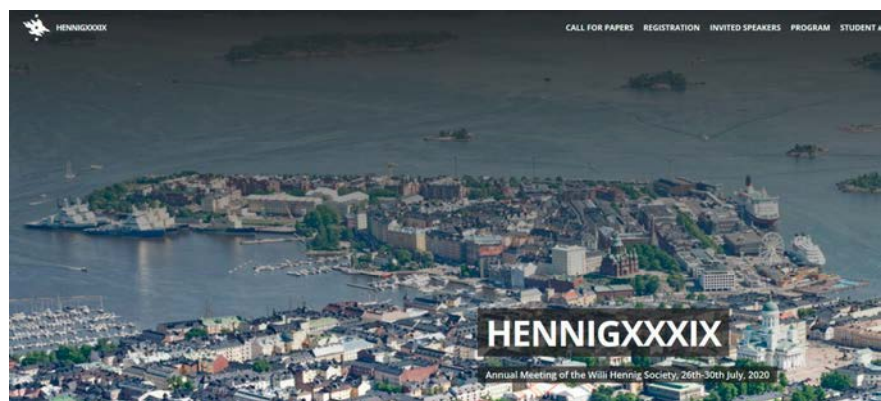 HENNIGXXXIX
CALL FOR PAPERS REGISTRATION INVITED SPEAKERS PROGRAM STUDENT
HENNIGXXXIX
Annual Meeting of the Willi Hennig Society, 26th-30th July, 2020